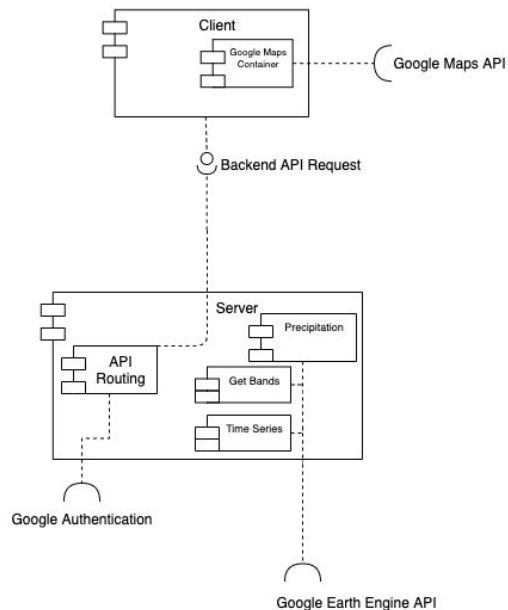 Client
Google Maps
Container
Google Maps API
Backend API Request
Server
Precipitation
API
Routing
Get Bands
Time Series
Google Authentication
Google Earth Engine API